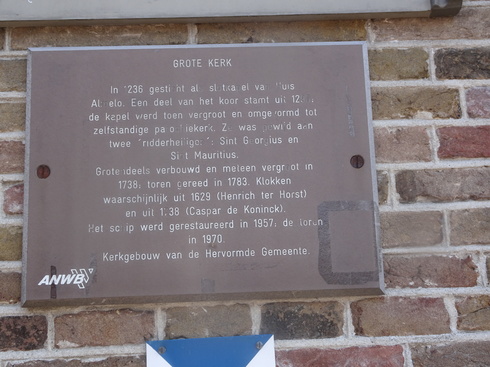 GROTE KERK
In 1236 gesticht als slotkapel van Huis
Almelo. Een deel van het koor stamt uit
de kapel werd toen vergroot en omgevormd tot
zelfstandige parochiekerk. Ze was gewijd aan
twee ridderheiligen: Sint Georgius en
Sint Mauritius.
Grotendeels verbouwd en meteen vergroot in
1738; toren gereed in 1783. Klokken
waarschijnlijk uit 1629 (Henrich ter Horst)
en uit (Caspar de Koninck).
Het schip werd gerestaureerd in 1957; de toren
in 1970.
Kerkgebouw van de Hervormde Gemeente.
ANWB